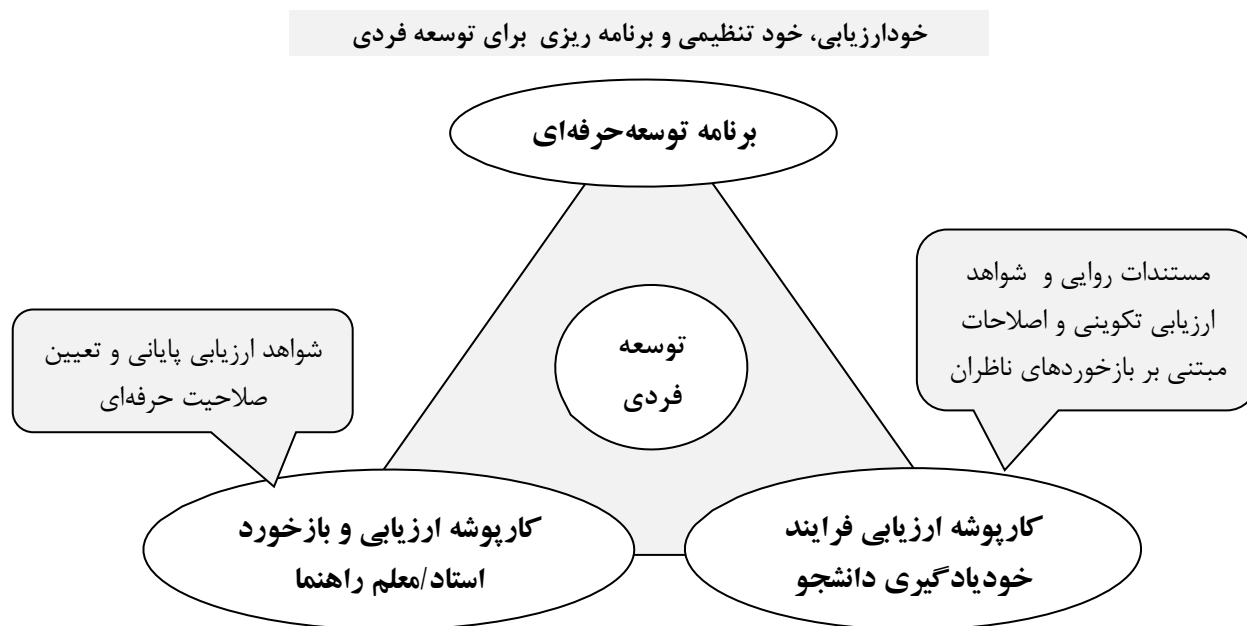 خودارزیابی، خود تنظیمی و برنامه ریزی برای توسعه فردی
برنامه توسعه‌حرفه‌ای
مستندات روایی و شواهد
ارزیابی تکوینی و اصلاحات
مبتنی بر بازخوردهای ناظران
توسعه
فردی
شواهد ارزیابی پایانی و تعیین
صلاحیت حرفه‌ای
کارپوشه ارزیابی فرایند
خودیادگیری دانشجو
کارپوشه ارزیابی و بازخورد
استاد/معلم راهنما